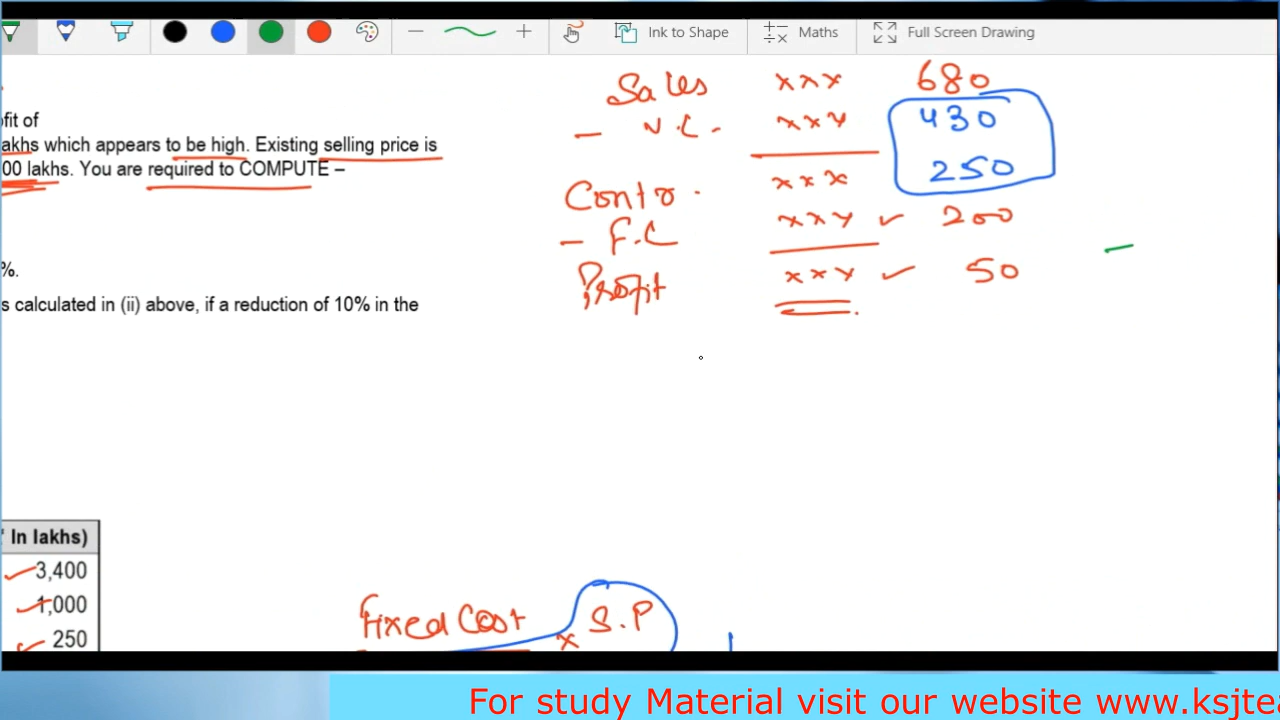 Ink to Shape Maths Full Screen Drawing
Sales xxx 680
ofit of
- V.C. xxx 430
akhs which appears to be high. Existing selling price is
00 lakhs. You are required to COMPUTE –
Contro. xxx 250
- F.C xxx ✓ 200
%.
Profit xxx ✓ 50
s calculated in (ii) above, if a reduction of 10% in the
In lakhs)
3,400
1,000
Fixed Cost x S.P
250
For study Material visit our website www.ksjtea